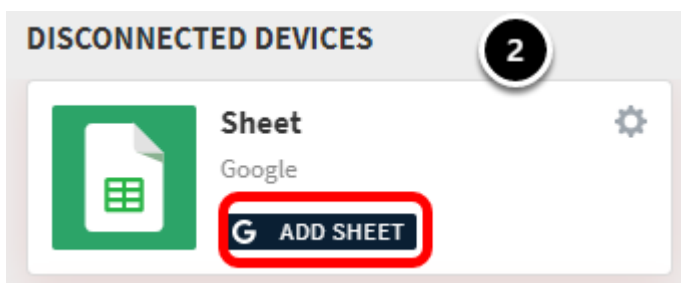 DISCONNECTED DEVICES
2
Sheet
Google
G ADD SHEET